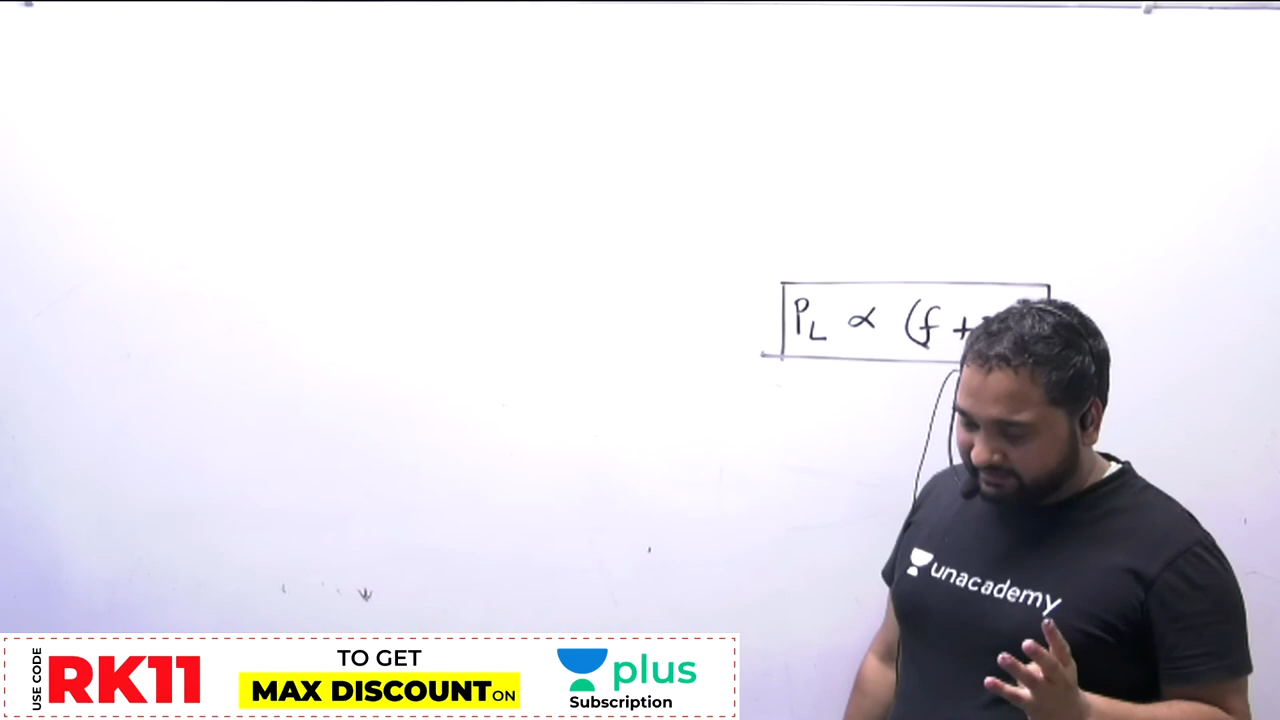 P_L ∝ (f +
unacademy
USE CODE
RK11
TO GET
MAX DISCOUNT ON
plus
Subscription